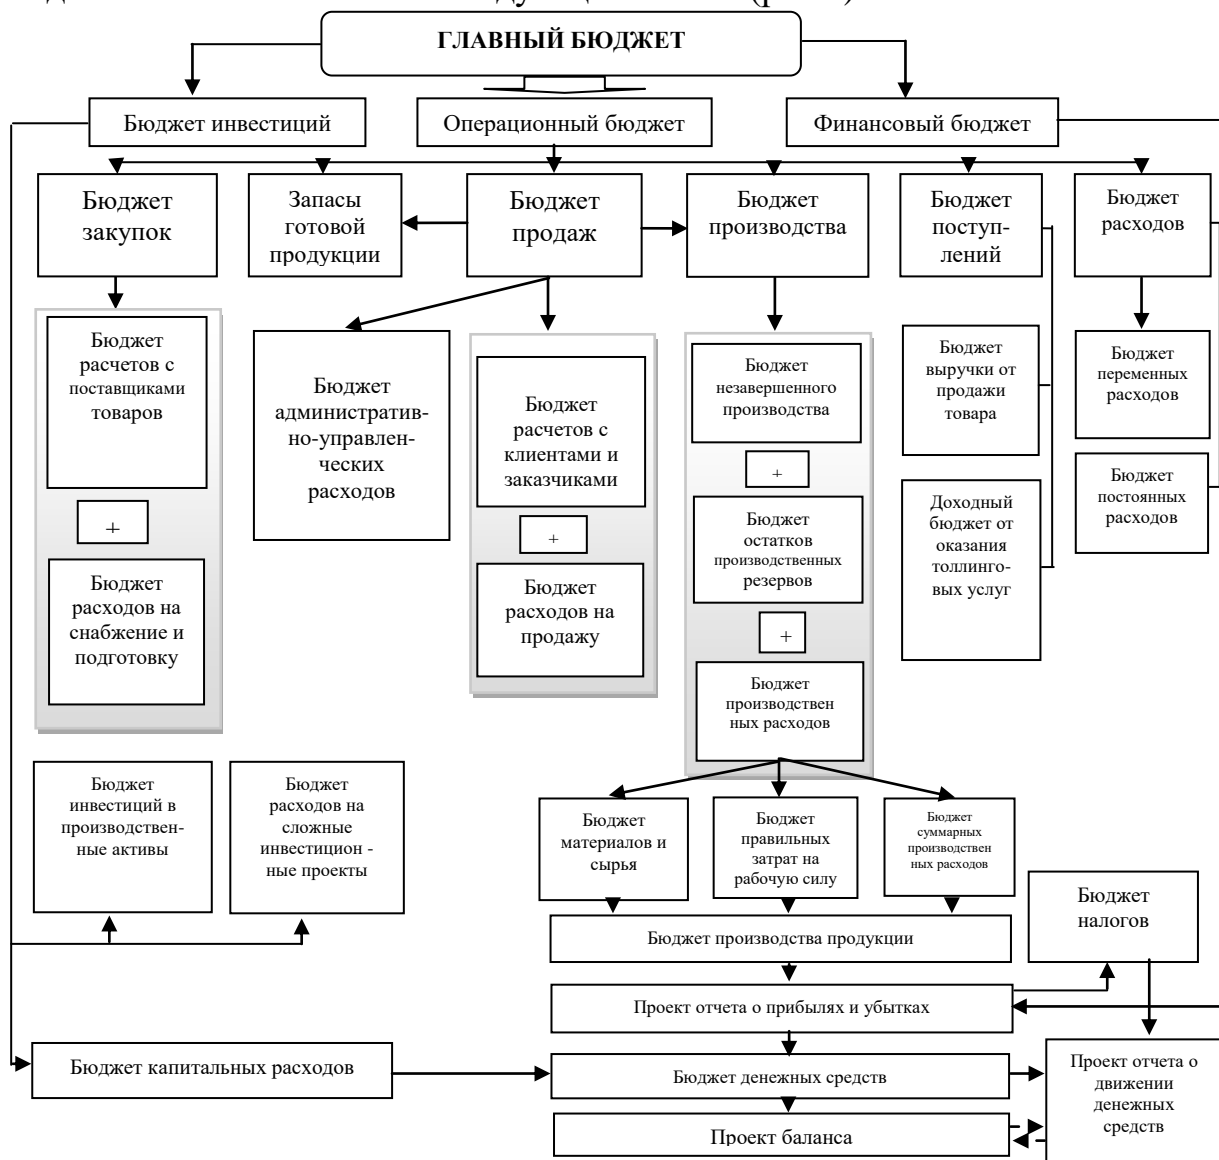 ГЛАВНЫЙ БЮДЖЕТ
Бюджет инвестиций
Операционный бюджет
Финансовый бюджет
Бюджет
закупок
Запасы
готовой
продукции
Бюджет
продаж
Бюджет
производства
Бюджет
поступ-
лений
Бюджет
расходов
Бюджет
расчетов с
поставщиками
товаров
+
Бюджет
расходов на
снабжение и
подготовку
Бюджет
административ-
но-управлен-
ческих
расходов
Бюджет
расчетов с
клиентами и
заказчиками
+
Бюджет
расходов на
продажу
Бюджет
незавершенного
производства
+
Бюджет
остатков
производственных
резервов
+
Бюджет
производствен
ных расходов
Бюджет
выручки от
продажи
товара
Доходный
бюджет от
оказания
толлинго-
вых услуг
Бюджет
переменных
расходов
Бюджет
постоянных
расходов
Бюджет
инвестиций в
производствен-
ные активы
Бюджет
расходов на
сложные
инвестицион -
ные проекты
Бюджет
материалов и
сырья
Бюджет
правильных
затрат на
рабочую силу
Бюджет
суммарных
производствен
ных расходов
Бюджет производства продукции
Бюджет
налогов
Проект отчета о прибылях и убытках
Бюджет капитальных расходов
Бюджет денежных средств
Проект отчета о
движении
денежных
средств
Проект баланса